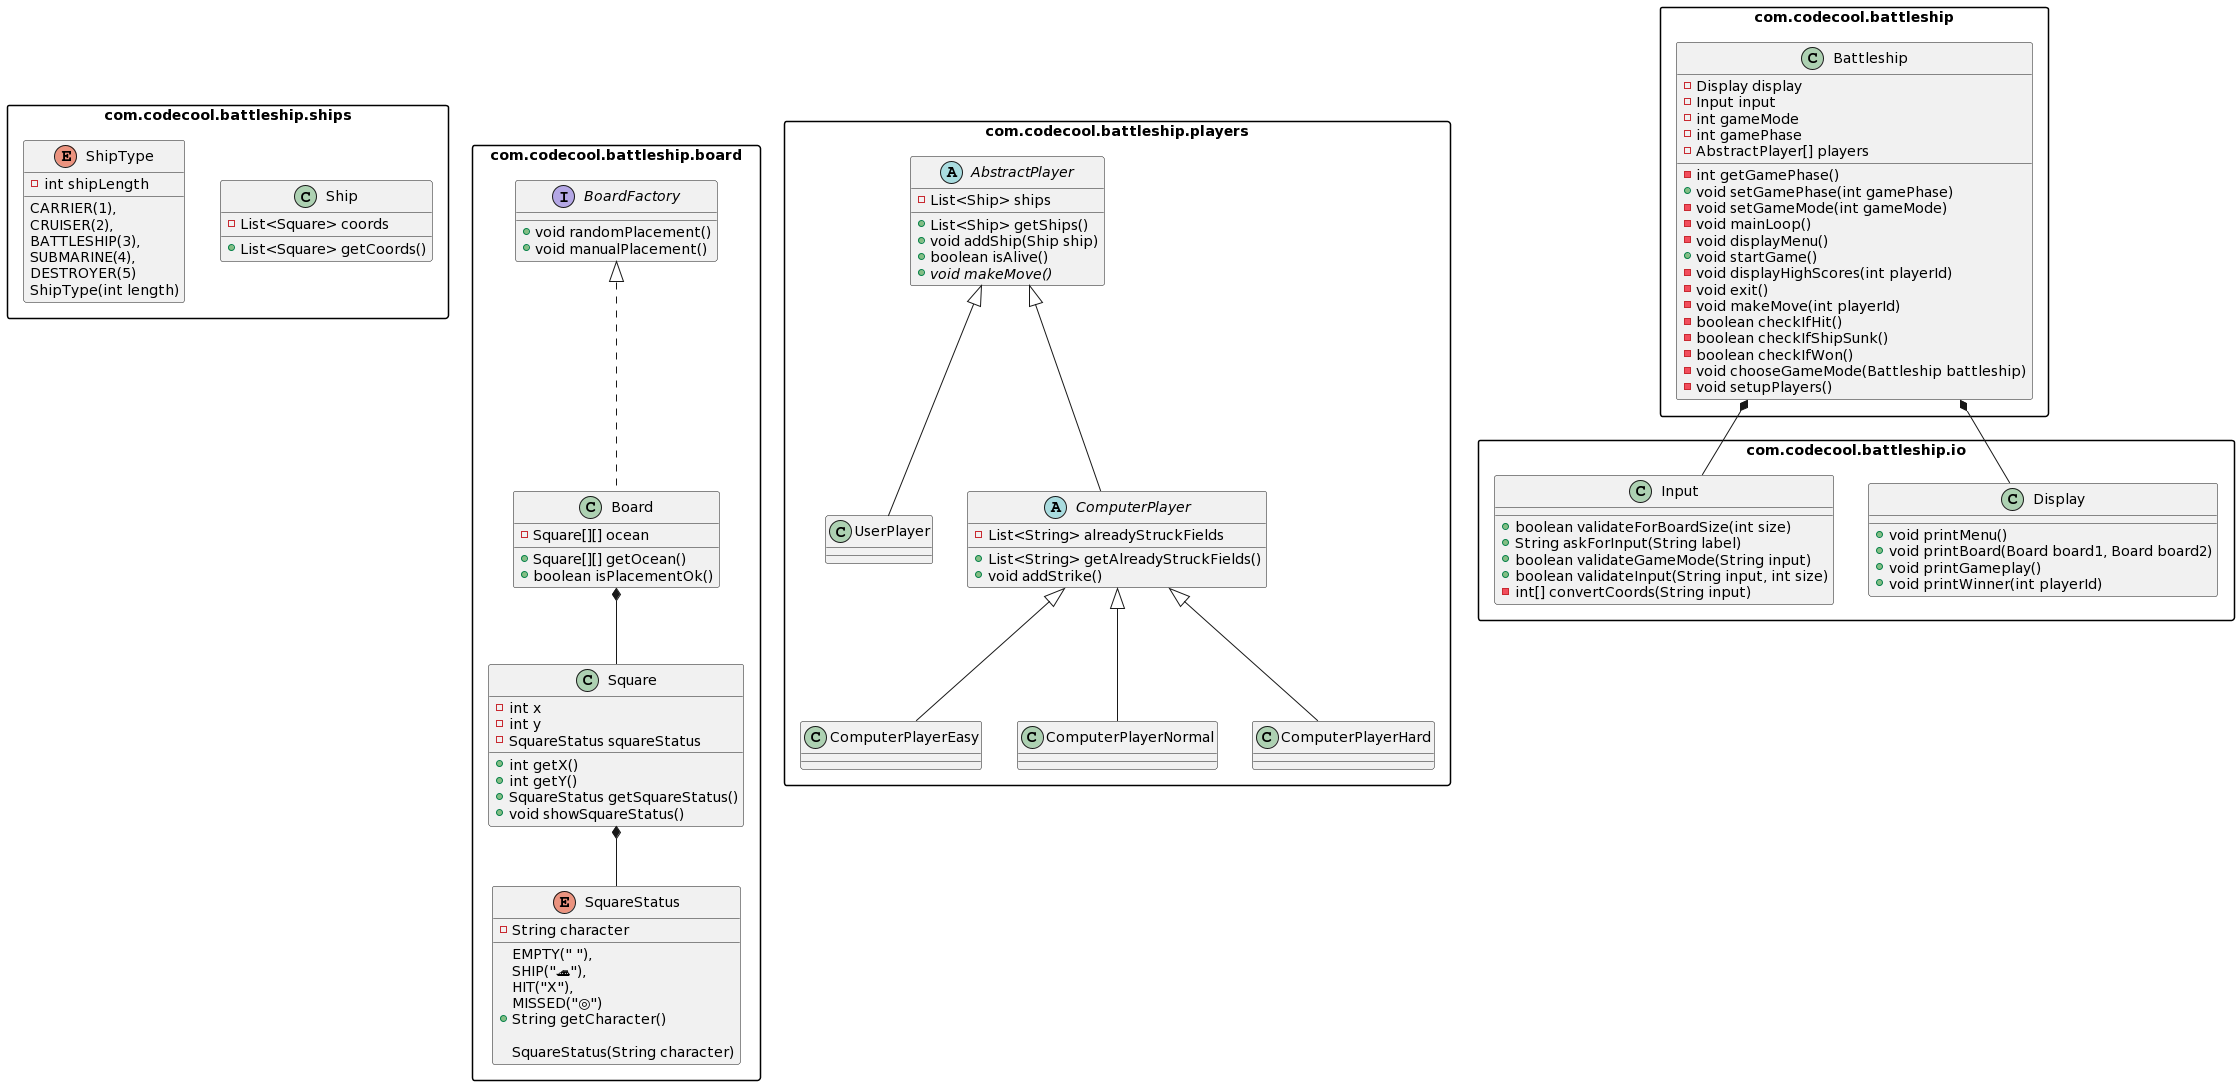 com.codecool.battleship.ships
E ShipType
int shipLength
CARRIER(1),
CRUISER(2),
BATTLESHIP(3),
SUBMARINE(4),
DESTROYER(5)
ShipType(int length)
C Ship
List<Square> coords
List<Square> getCoords()
com.codecool.battleship.board
I BoardFactory
void randomPlacement()
void manualPlacement()
C Board
Square[][] ocean
Square[][] getOcean()
boolean isPlacementOk()
C Square
int x
int y
SquareStatus squareStatus
int getX()
int getY()
SquareStatus getSquareStatus()
void showSquareStatus()
E SquareStatus
String character
EMPTY(" "),
SHIP("⛴"),
HIT("X"),
MISSED("◎")
String getCharacter()
SquareStatus(String character)
com.codecool.battleship.players
A AbstractPlayer
List<Ship> ships
List<Ship> getShips()
void addShip(Ship ship)
boolean isAlive()
void makeMove()
C UserPlayer
A ComputerPlayer
List<String> alreadyStruckFields
List<String> getAlreadyStruckFields()
void addStrike()
C ComputerPlayerEasy
C ComputerPlayerNormal
C ComputerPlayerHard
com.codecool.battleship
C Battleship
Display display
Input input
int gameMode
int gamePhase
AbstractPlayer[] players
int getGamePhase()
void setGamePhase(int gamePhase)
void setGameMode(int gameMode)
void mainLoop()
void displayMenu()
void startGame()
void displayHighScores(int playerId)
void exit()
void makeMove(int playerId)
boolean checkIfHit()
boolean checkIfShipSunk()
boolean checkIfWon()
void chooseGameMode(Battleship battleship)
void setupPlayers()
com.codecool.battleship.io
C Input
boolean validateForBoardSize(int size)
String askForInput(String label)
boolean validateGameMode(String input)
boolean validateInput(String input, int size)
int[] convertCoords(String input)
C Display
void printMenu()
void printBoard(Board board1, Board board2)
void printGameplay()
void printWinner(int playerId)